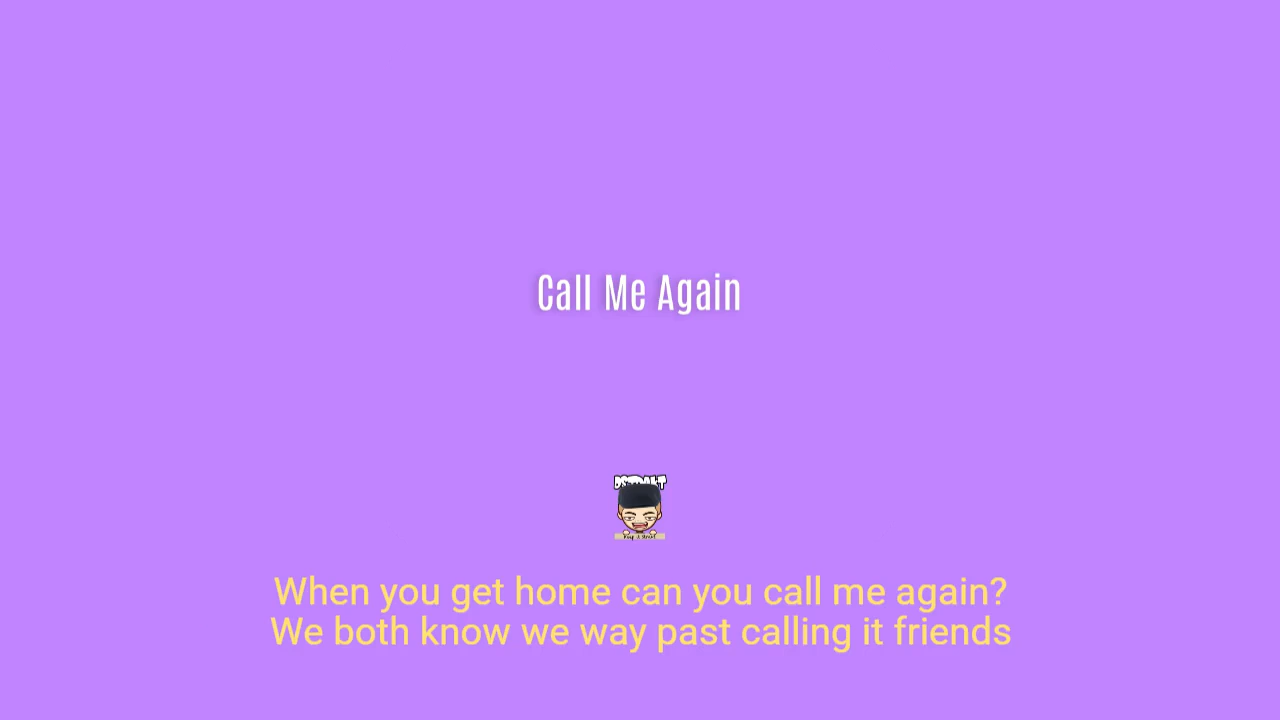 Call Me Again
When you get home can you call me again?
We both know we way past calling it friends